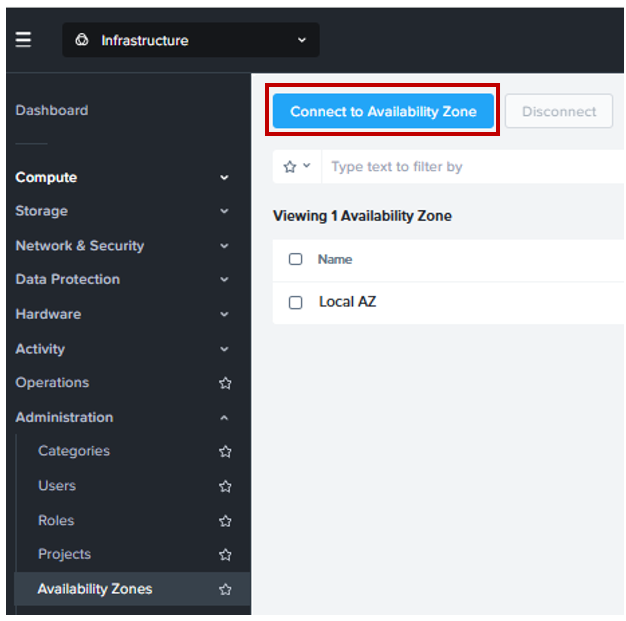 Infrastructure
Dashboard
Compute
Storage
Network & Security
Data Protection
Hardware
Activity
Operations
Administration
Categories
Users
Roles
Projects
Availability Zones
Connect to Availability Zone
Disconnect
Type text to filter by
Viewing 1 Availability Zone
Name
Local AZ